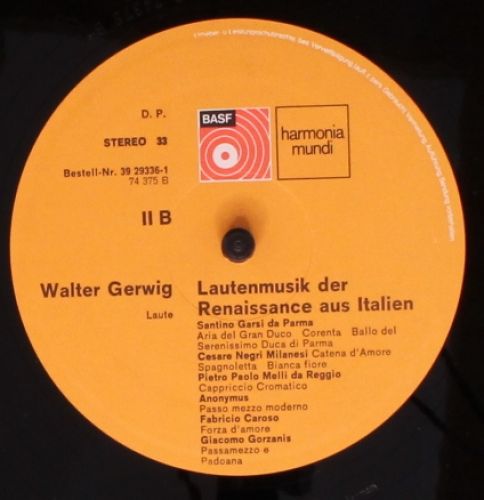 D. P.
BASF
harmonia
mundi
STEREO 33
Bestell-Nr. 39 29336-1
74 375 B
II B
Walter Gerwig
Laute
Lautenmusik der
Renaissance aus Italien
Santino Garsi da Parma
Aria del Gran Duco Corenta Ballo del
Serenissimo Duca di Parma
Cesare Negri Milanesi Catena d'Amore
Spagnoletta Bianca fiore
Pietro Paolo Melli da Reggio
Cappriccio Cromatico
Anonymus
Passo mezzo moderno
Fabricio Caroso
Forza d'amore
Giacomo Gorzanis
Passamezzo e
Padoana